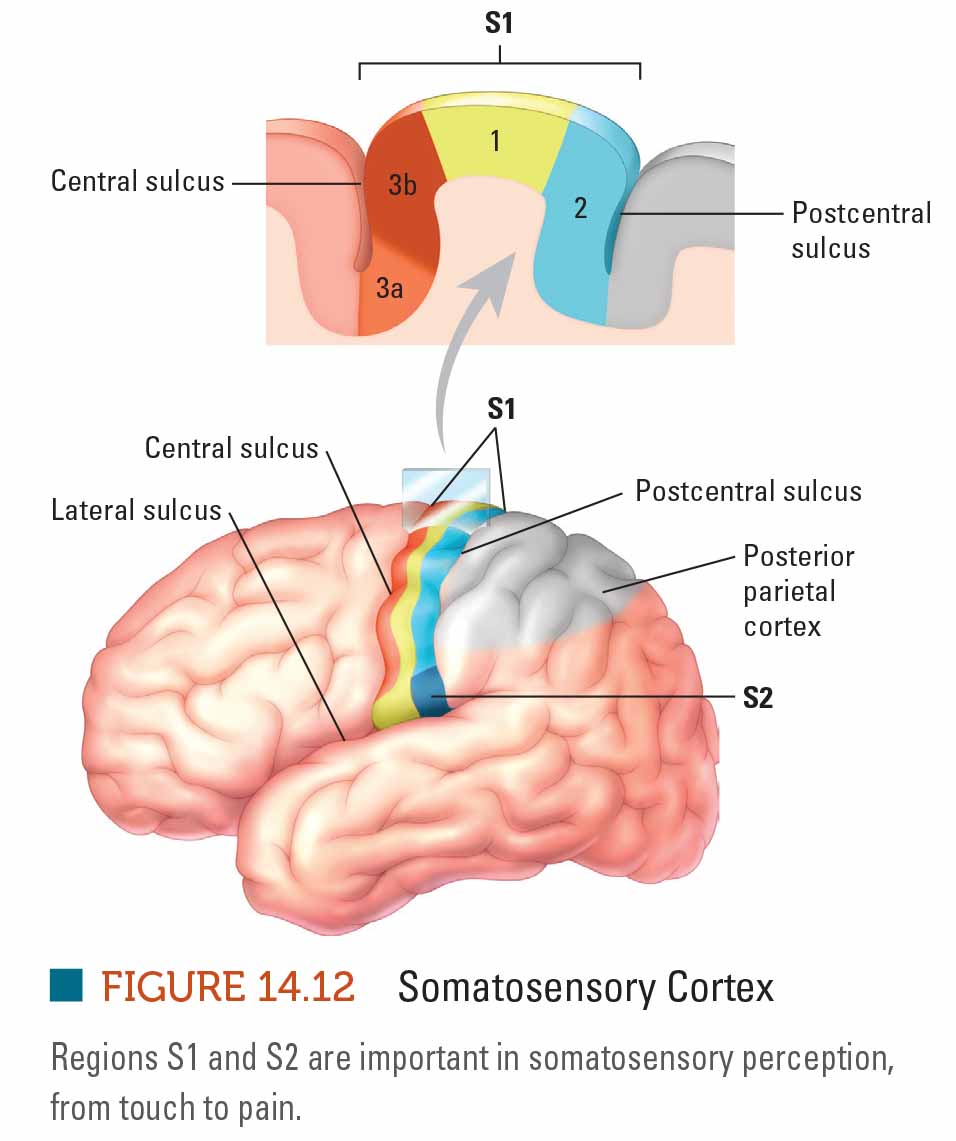 S1
1
Central sulcus
3b
2
Postcentral
sulcus
3a
S1
Central sulcus
Postcentral sulcus
Lateral sulcus
Posterior
parietal
cortex
S2
FIGURE 14.12 Somatosensory Cortex
Regions S1 and S2 are important in somatosensory perception,
from touch to pain.